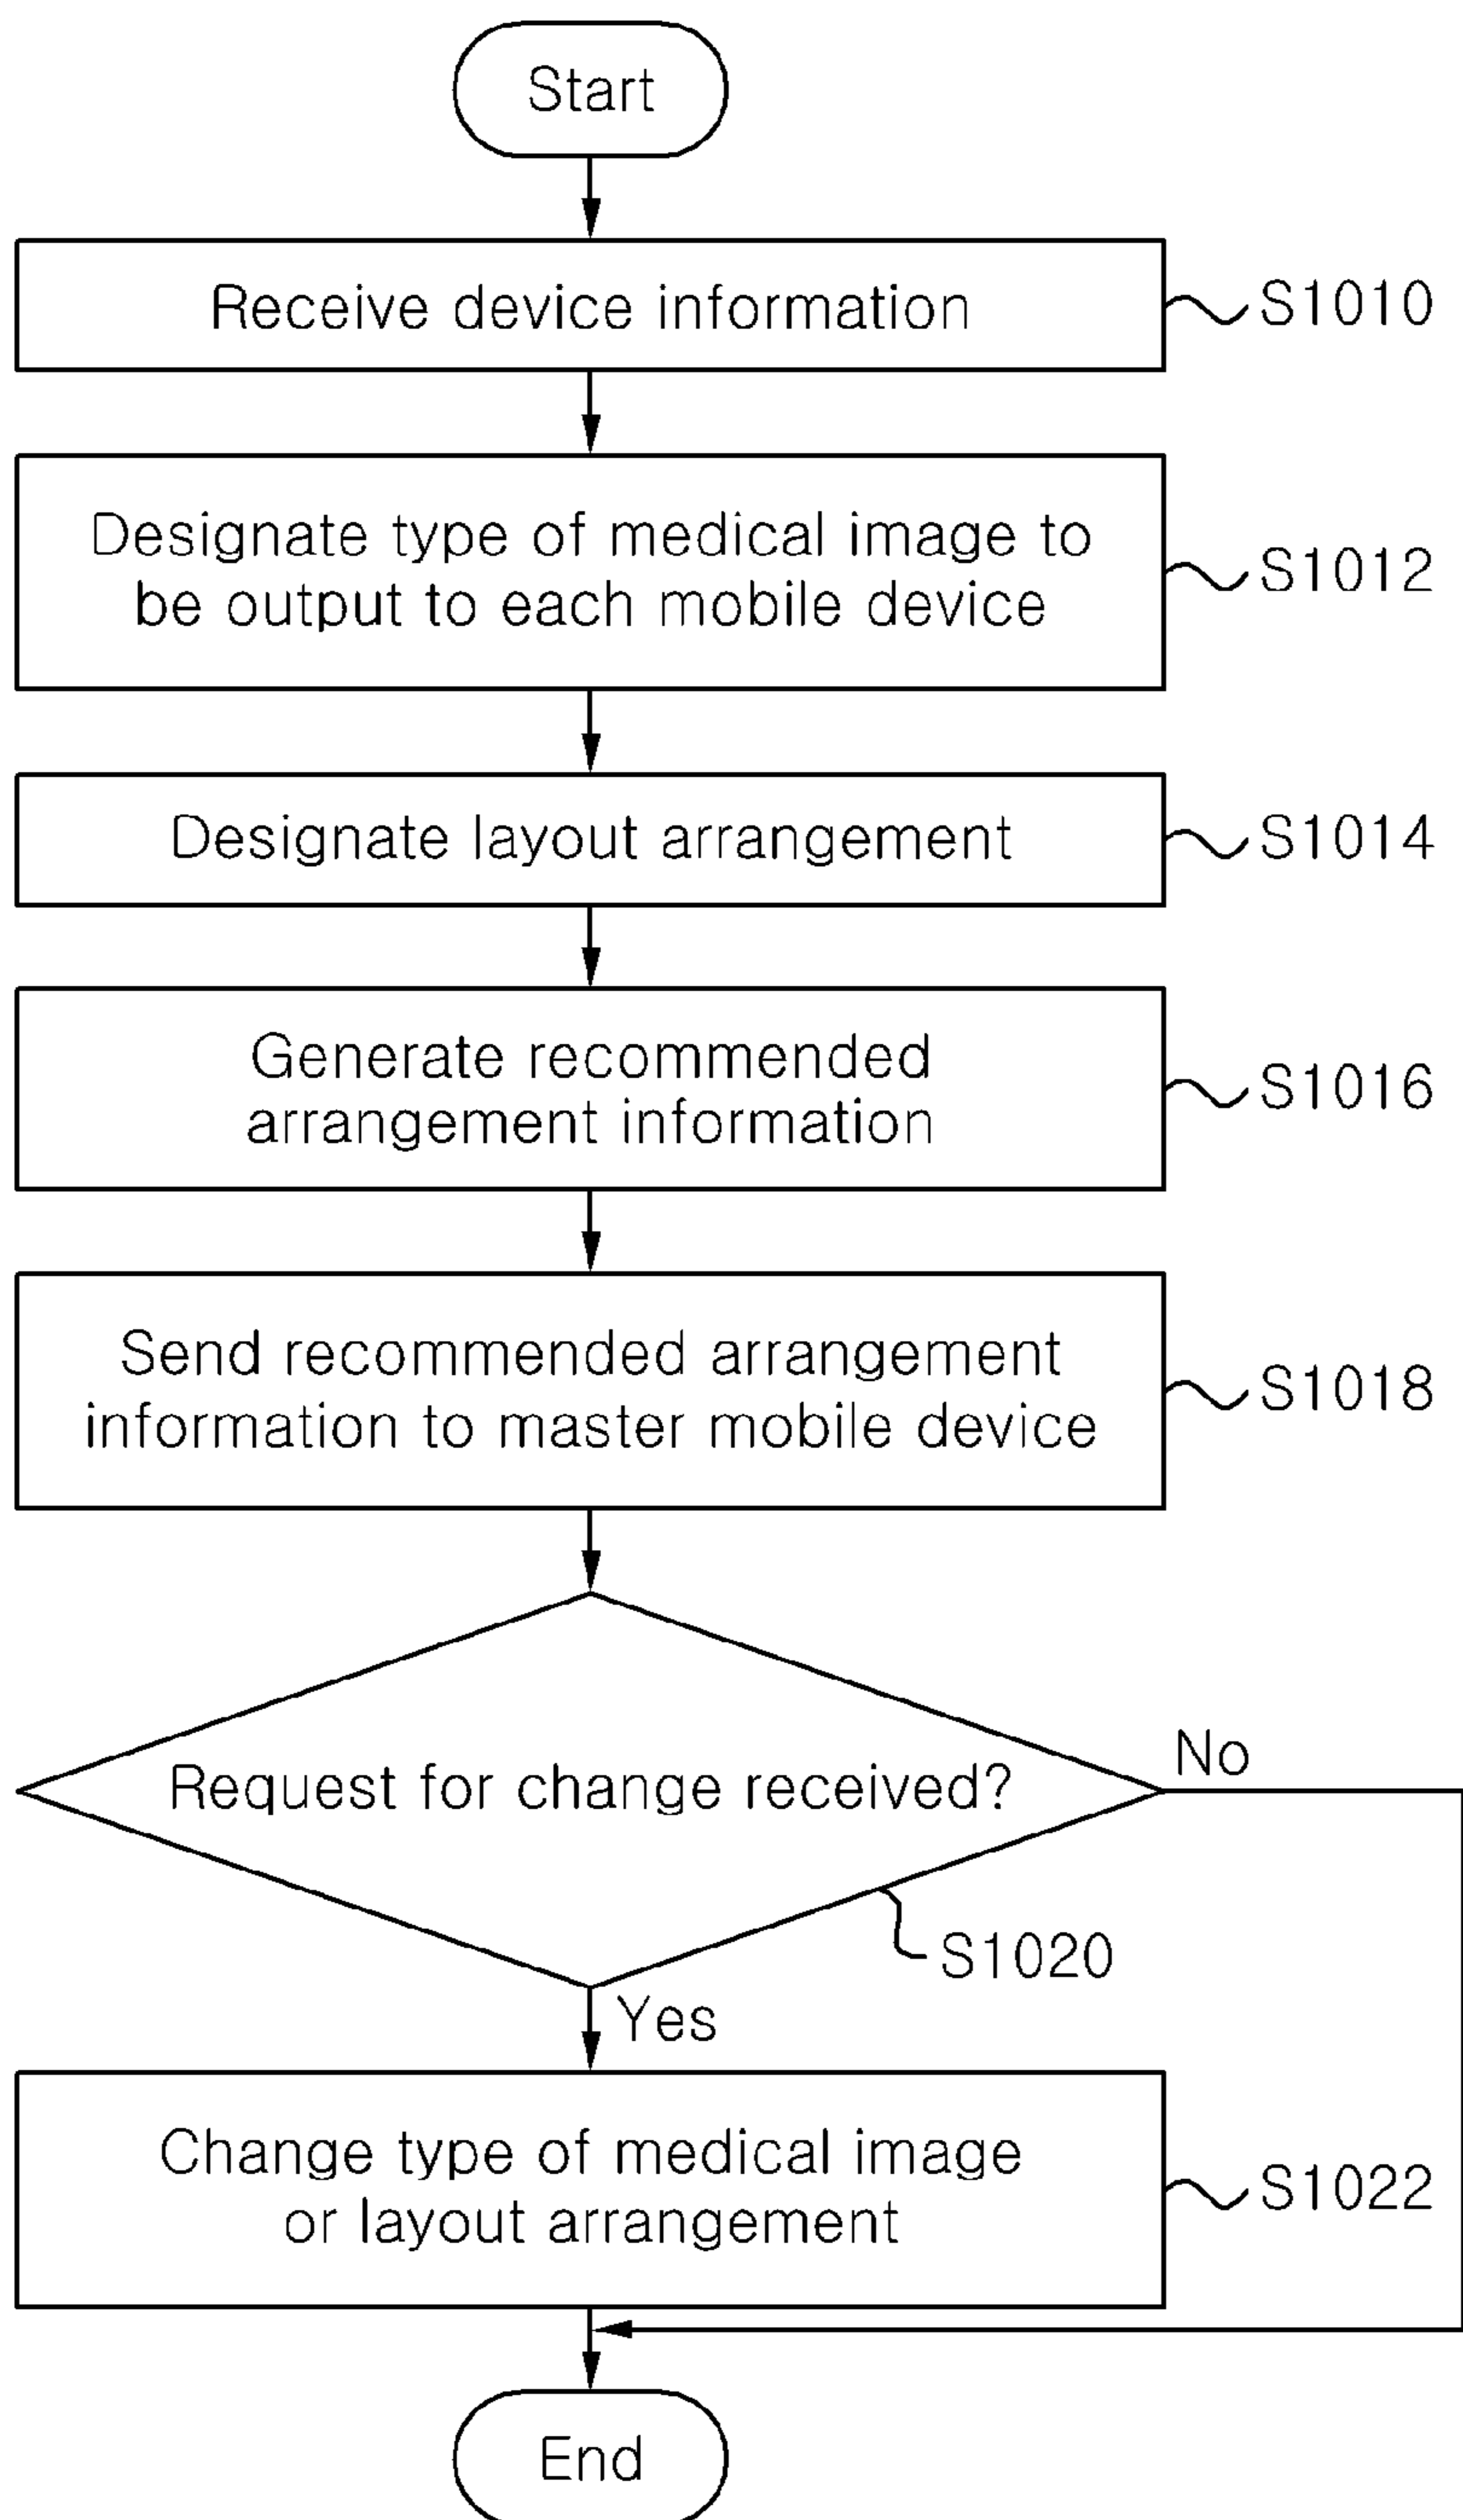 Start
Receive device information
S1010
Designate type of medical image to
be output to each mobile device
S1012
Designate layout arrangement
S1014
Generate recommended
arrangement information
S1016
Send recommended arrangement
information to master mobile device
S1018
Request for change received?
No
S1020
Yes
Change type of medical image
or layout arrangement
S1022
End